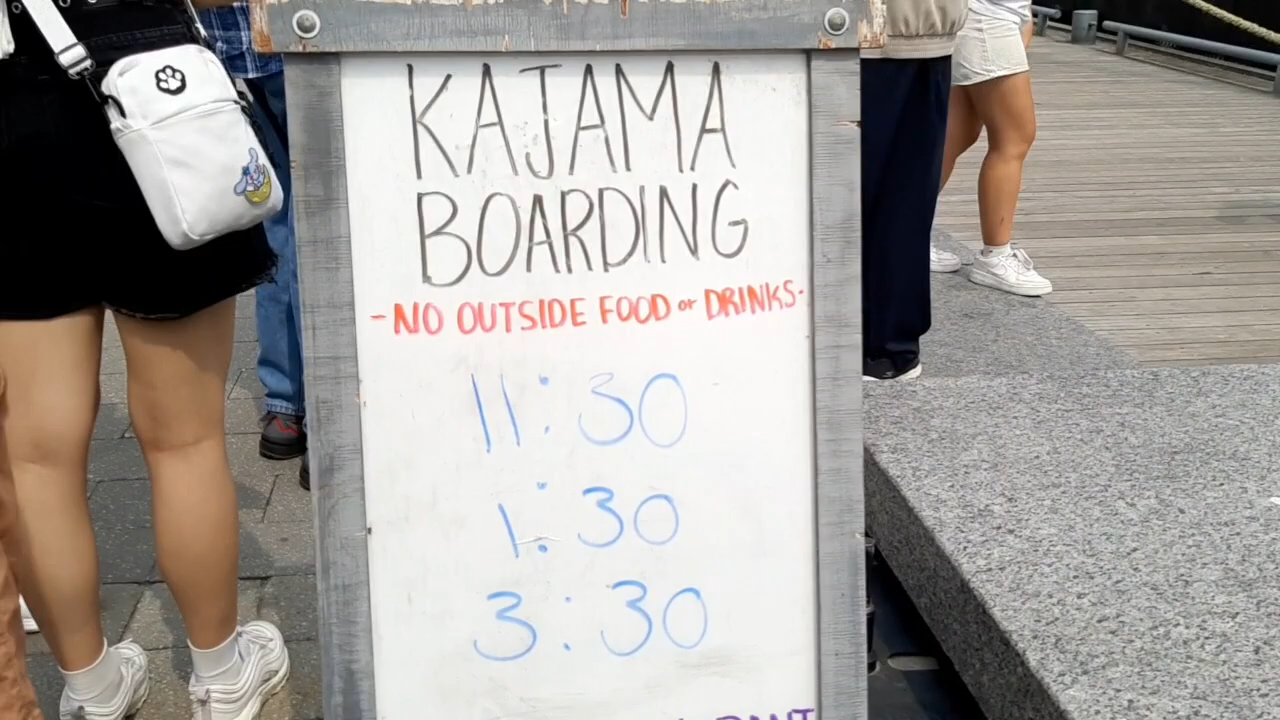 KAJAMA
BOARDING
- NO OUTSIDE FOOD or DRINKS -
11:30
1:30
3:30